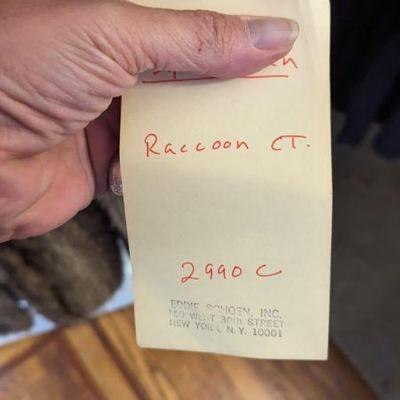 Raccoon CT.
2990 C
EDDIE SCHOEN, INC.
150 WEST 30th STREET
NEW YORK, N.Y. 10001